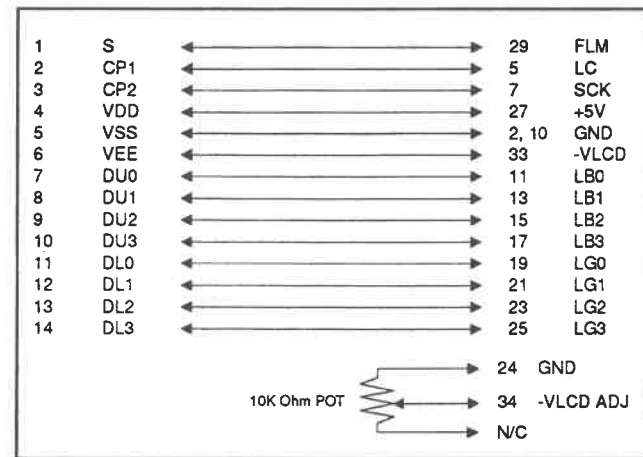 1 S 29 FLM
2 CP1 5 LC
3 CP2 7 SCK
4 VDD 27 +5V
5 VSS 2, 10 GND
6 VEE 33 -VLCD
7 DU0 11 LB0
8 DU1 13 LB1
9 DU2 15 LB2
10 DU3 17 LB3
11 DL0 19 LG0
12 DL1 21 LG1
13 DL2 23 LG2
14 DL3 25 LG3
24 GND
10K Ohm POT 34 -VLCD ADJ
N/C